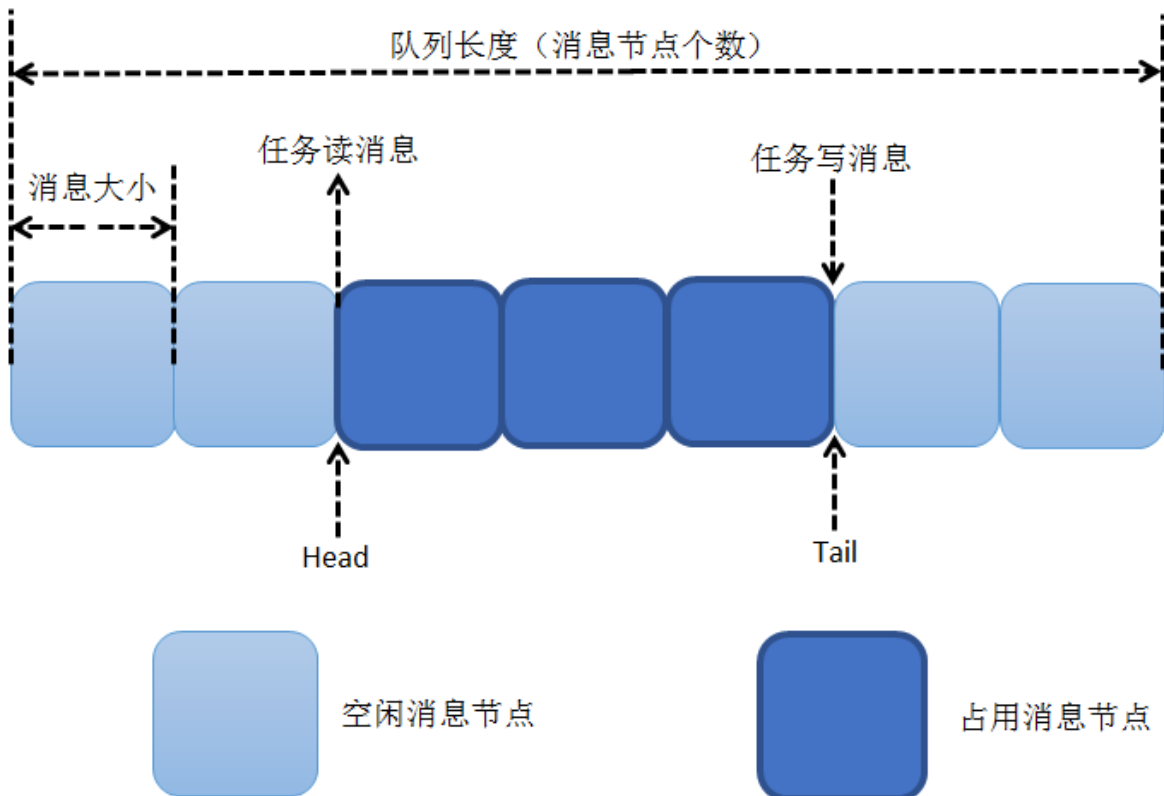 队列长度（消息节点个数）
任务读消息
任务写消息
消息大小
Head
Tail
空闲消息节点
占用消息节点